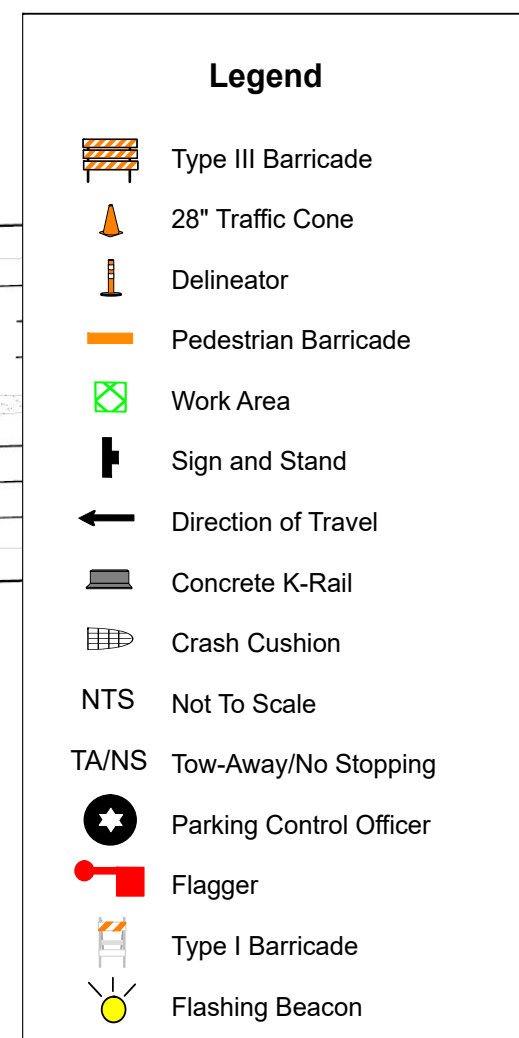 Legend
Type III Barricade
28" Traffic Cone
Delineator
Pedestrian Barricade
Work Area
Sign and Stand
Direction of Travel
Concrete K-Rail
Crash Cushion
NTS Not To Scale
TA/NS Tow-Away/No Stopping
Parking Control Officer
Flagger
Type I Barricade
Flashing Beacon